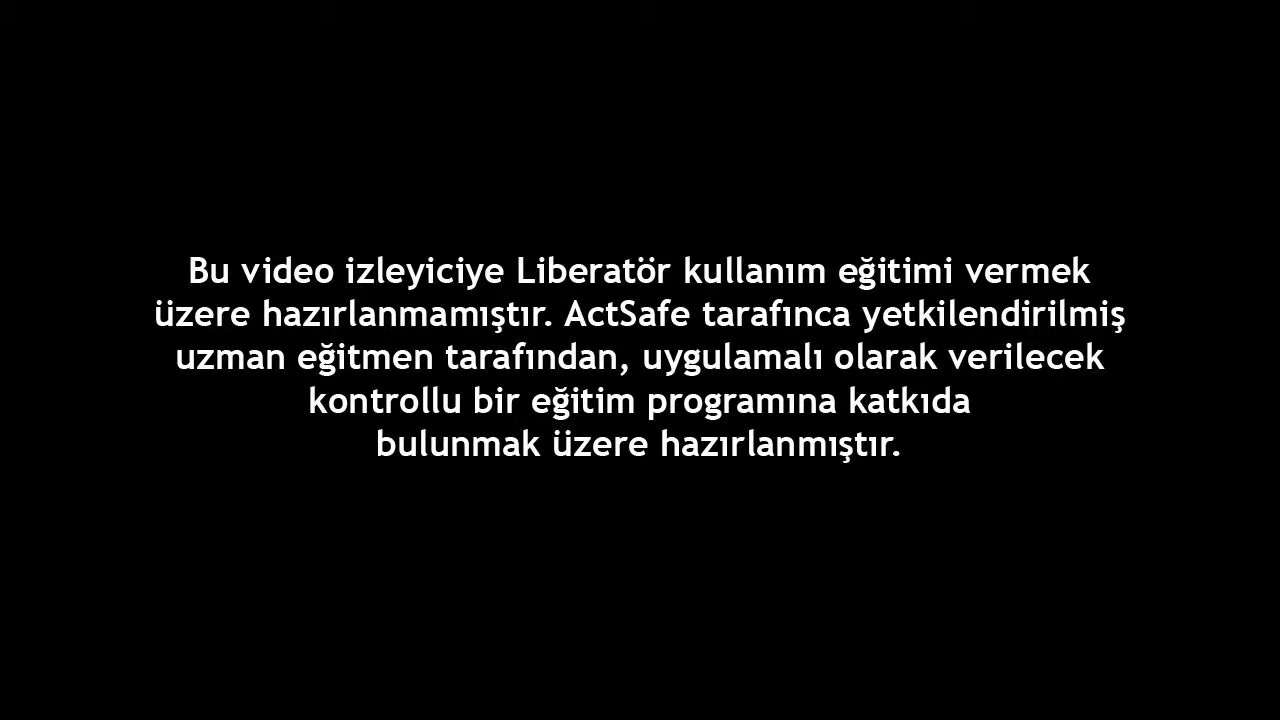 Bu video izleyiciye Liberatör kullanım eğitimi vermek
üzere hazırlanmamıştır. ActSafe tarafınca yetkilendirilmiş
uzman eğitmen tarafından, uygulamalı olarak verilecek
kontrollu bir eğitim programına katkıda
bulunmak üzere hazırlanmıştır.